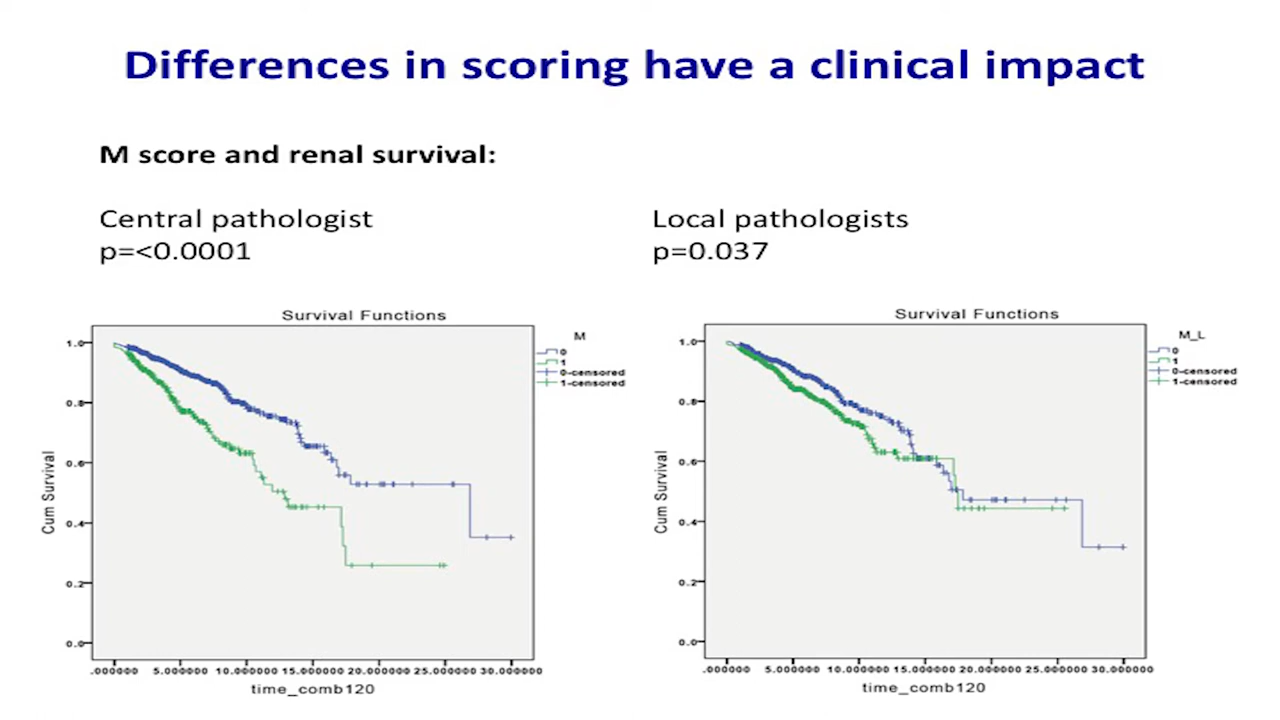 Differences in scoring have a clinical impact
M score and renal survival:
Central pathologist
p=<0.0001
Local pathologists
p=0.037
Survival Functions
M
0
1
0-censored
1-censored
Cum Survival
1.0
0.8
0.6
0.4
0.2
0.0
.000000 5.000000 10.000000 15.000000 20.000000 25.000000 30.000000
time_comb120
Survival Functions
M_L
0
1
0-censored
1-censored
Cum Survival
1.0
0.8
0.6
0.4
0.2
0.0
.000000 5.000000 10.000000 15.000000 20.000000 25.000000 30.000000
time_comb120